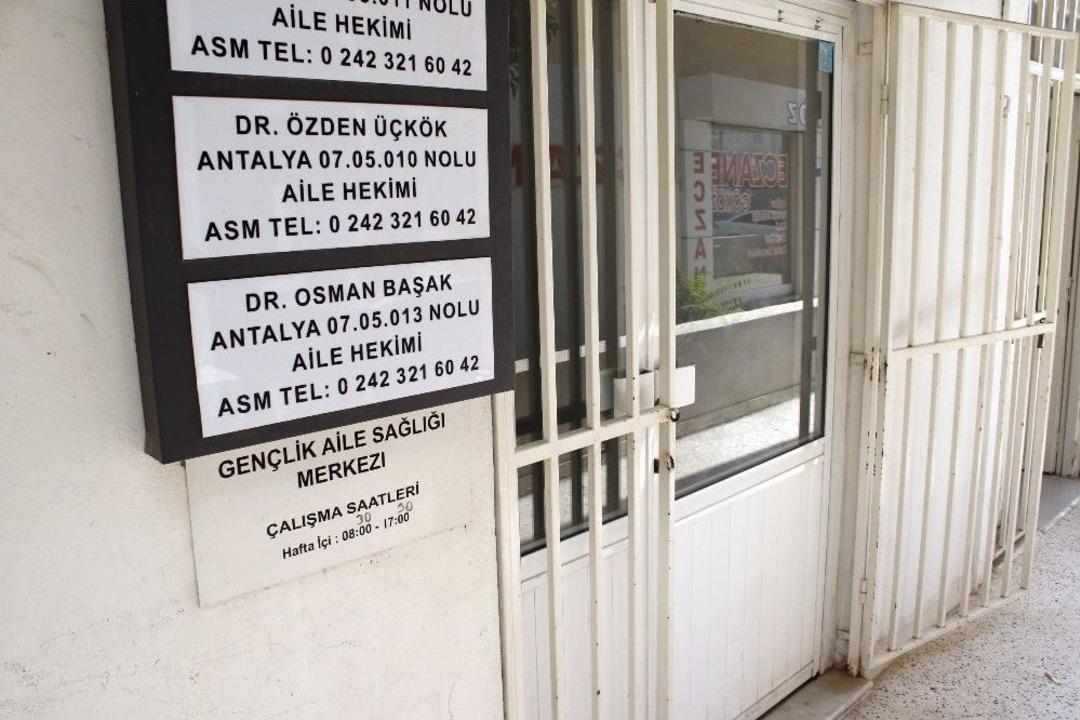 NOLU
AİLE HEKİMİ
ASM TEL: 0 242 321 60 42
DR. ÖZDEN ÜÇKÖK
ANTALYA 07.05.010 NOLU
AİLE HEKİMİ
ASM TEL: 0 242 321 60 42
DR. OSMAN BAŞAK
ANTALYA 07.05.013 NOLU
AİLE HEKİMİ
ASM TEL: 0 242 321 60 42
GENÇLİK AİLE SAĞLIĞI
MERKEZI
ÇALIŞMA SAATLERİ
30 30
Hafta İçi : 08:00 - 17:00
ECZANE
ECZAN